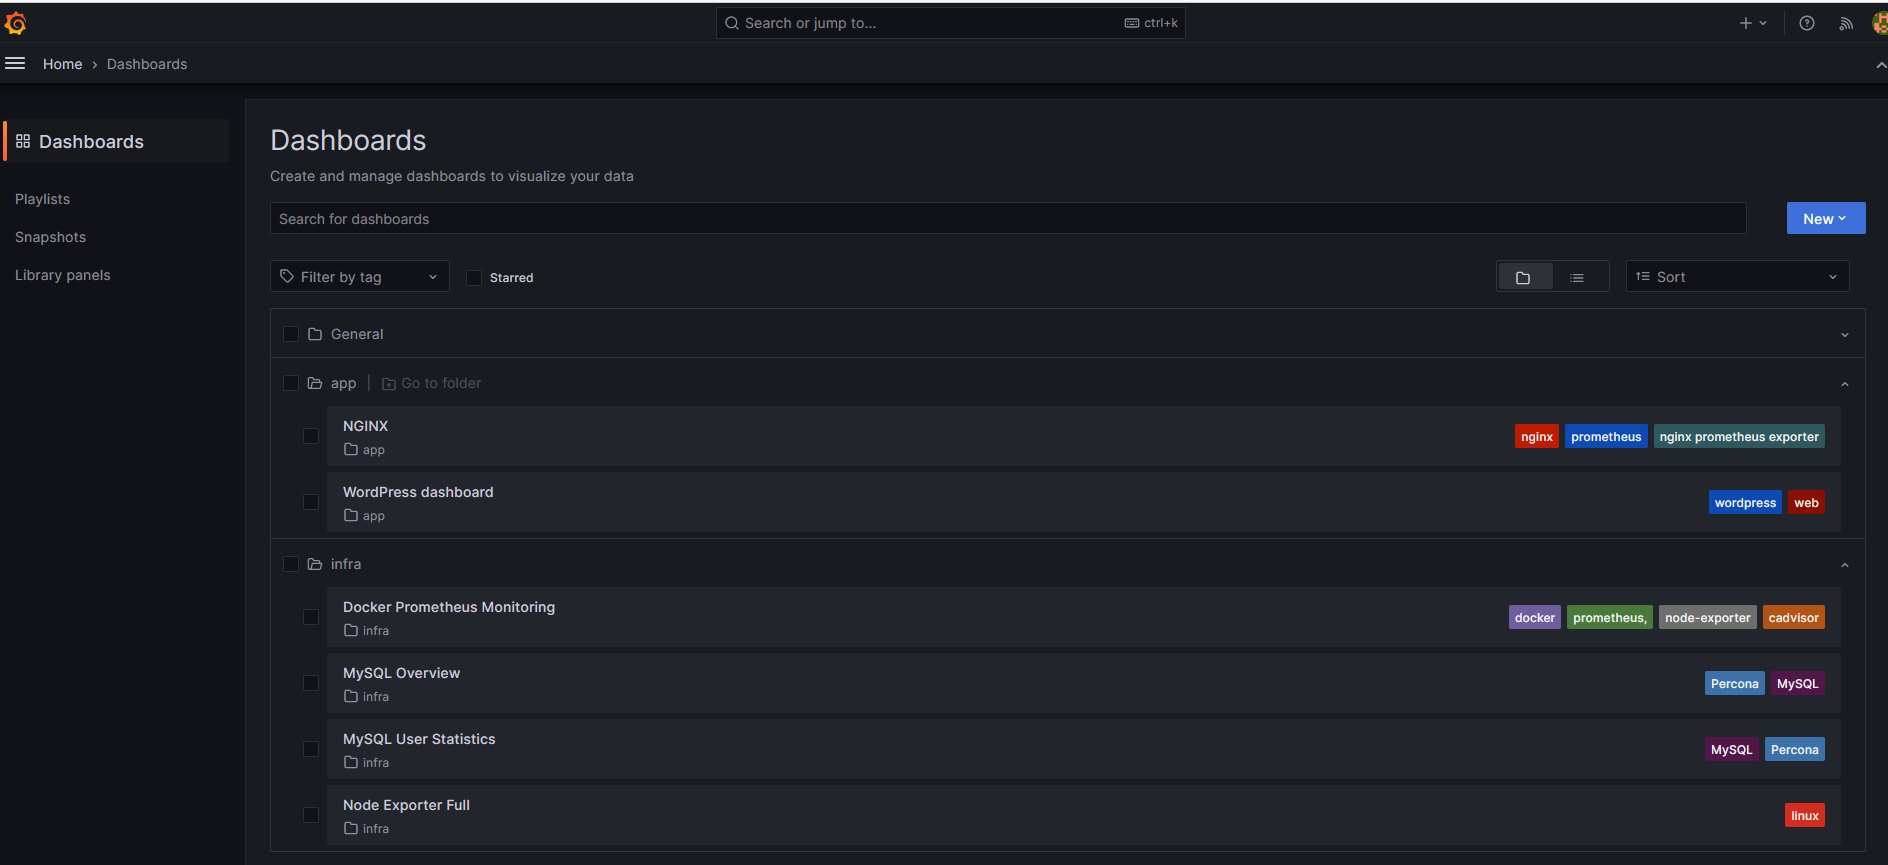 Search or jump to... ctrl+k
Home › Dashboards
Dashboards
Playlists
Snapshots
Library panels
Dashboards
Create and manage dashboards to visualize your data
Search for dashboards
New
Filter by tag
Starred
Sort
General
app | Go to folder
NGINX
app
nginx prometheus nginx prometheus exporter
WordPress dashboard
app
wordpress web
infra
Docker Prometheus Monitoring
infra
docker prometheus, node-exporter cadvisor
MySQL Overview
infra
Percona MySQL
MySQL User Statistics
infra
MySQL Percona
Node Exporter Full
infra
linux